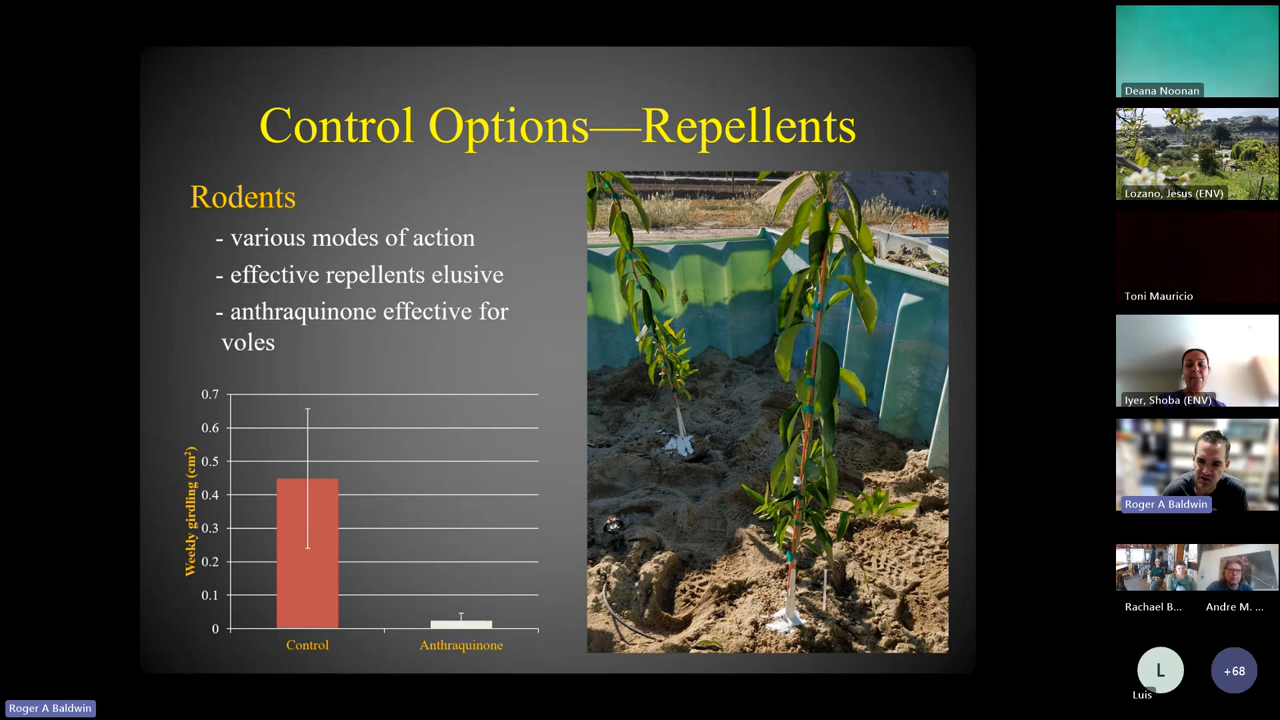 Control Options—Repellents
Rodents
- various modes of action
- effective repellents elusive
- anthraquinone effective for
voles
0.7
0.6
0.5
0.4
0.3
0.2
0.1
0
Weekly girdling (cm²)
Control
Anthraquinone
Deana Noonan
Lozano, Jesus (ENV)
Toni Mauricio
Iyer, Shoba (ENV)
Roger A Baldwin
Rachael B...
Andre M. ...
L
Luis
+68
Roger A Baldwin